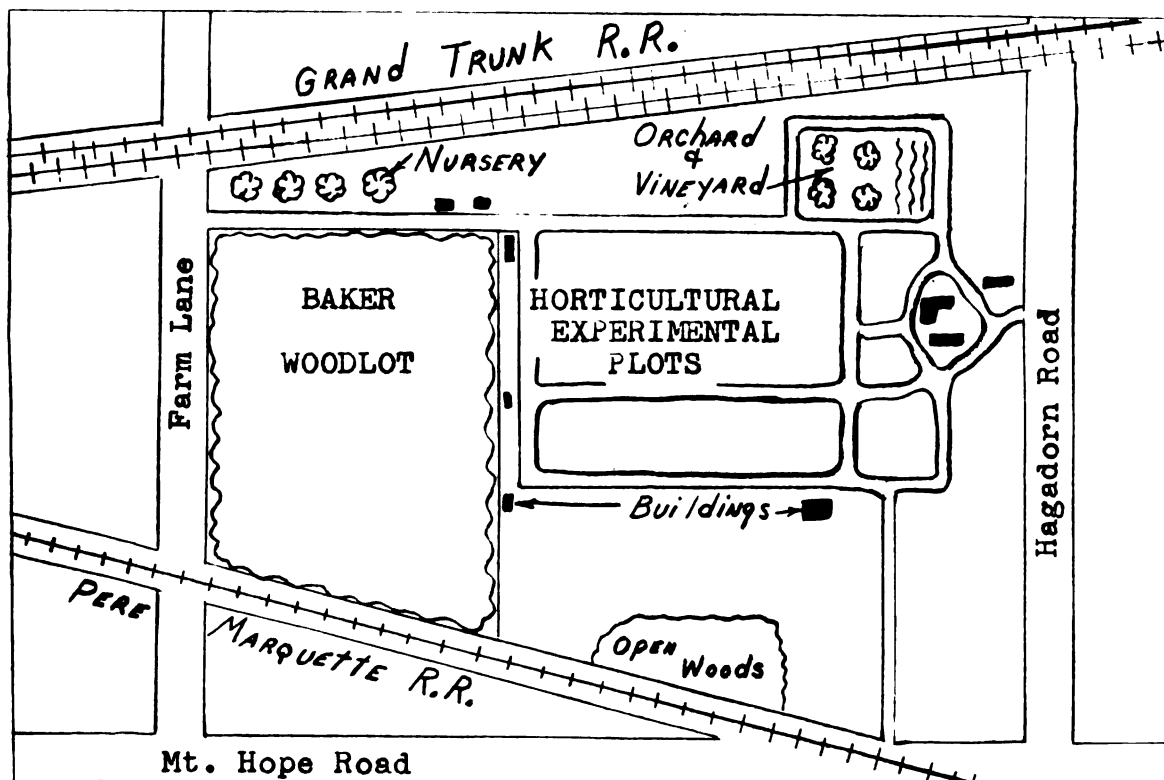 GRAND TRUNK R.R.
NURSERY
ORCHARD
&
VINEYARD
BAKER
WOODLOT
HORTICULTURAL
EXPERIMENTAL
PLOTS
Farm Lane
Hagadorn Road
Buildings
PERE
MARQUETTE R.R.
OPEN
WOODS
Mt. Hope Road